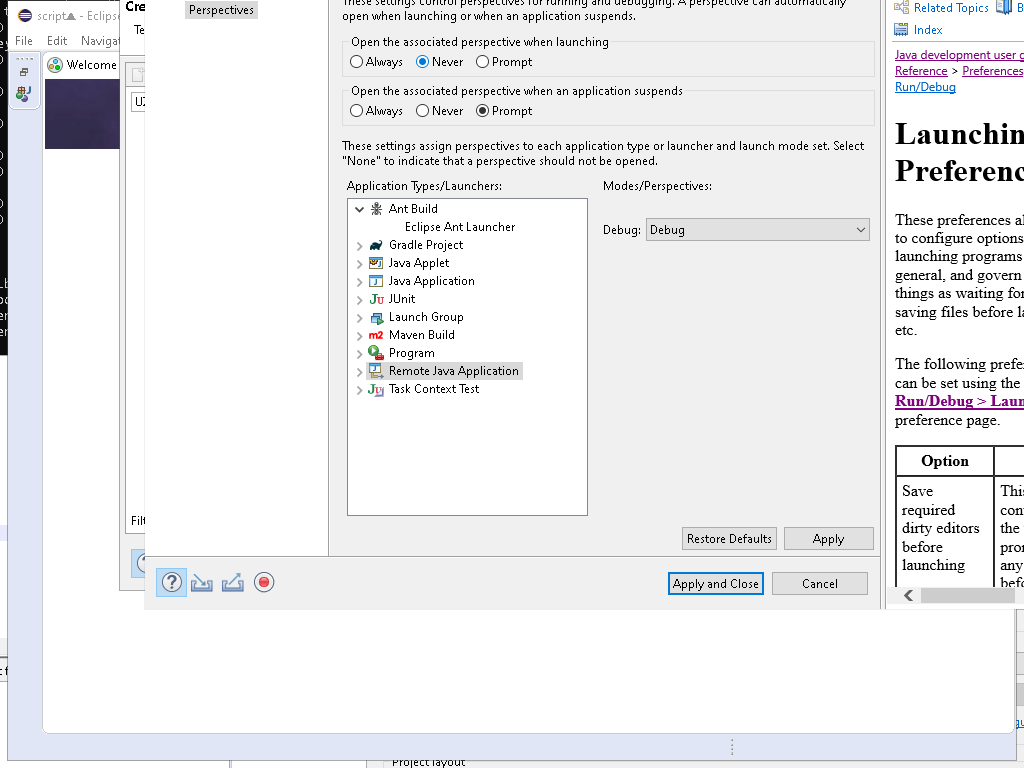 script▲ - Eclipse
File Edit Navigat
Welcome
Cre
Te
Perspectives
These settings control perspectives for running and debugging. A perspective can automatically
open when launching or when an application suspends.
Open the associated perspective when launching
Always Never Prompt
Open the associated perspective when an application suspends
Always Never Prompt
These settings assign perspectives to each application type or launcher and launch mode set. Select
"None" to indicate that a perspective should not be opened.
Application Types/Launchers:
Modes/Perspectives:
Ant Build
Eclipse Ant Launcher
Gradle Project
Java Applet
Java Application
JUnit
Launch Group
m2 Maven Build
Program
Remote Java Application
Task Context Test
Debug: Debug
Restore Defaults Apply
Filt
Apply and Close Cancel
Related Topics B
Index
Java development user g
Reference > Preferences
Run/Debug
Launchin
Preferenc
These preferences al
to configure options
launching programs
general, and govern
things as waiting for
saving files before la
etc.
The following prefer
can be set using the
Run/Debug > Laun
preference page.
Option
Save
required
dirty editors
before
launching
This
con
the
pron
any
befo
Project layout